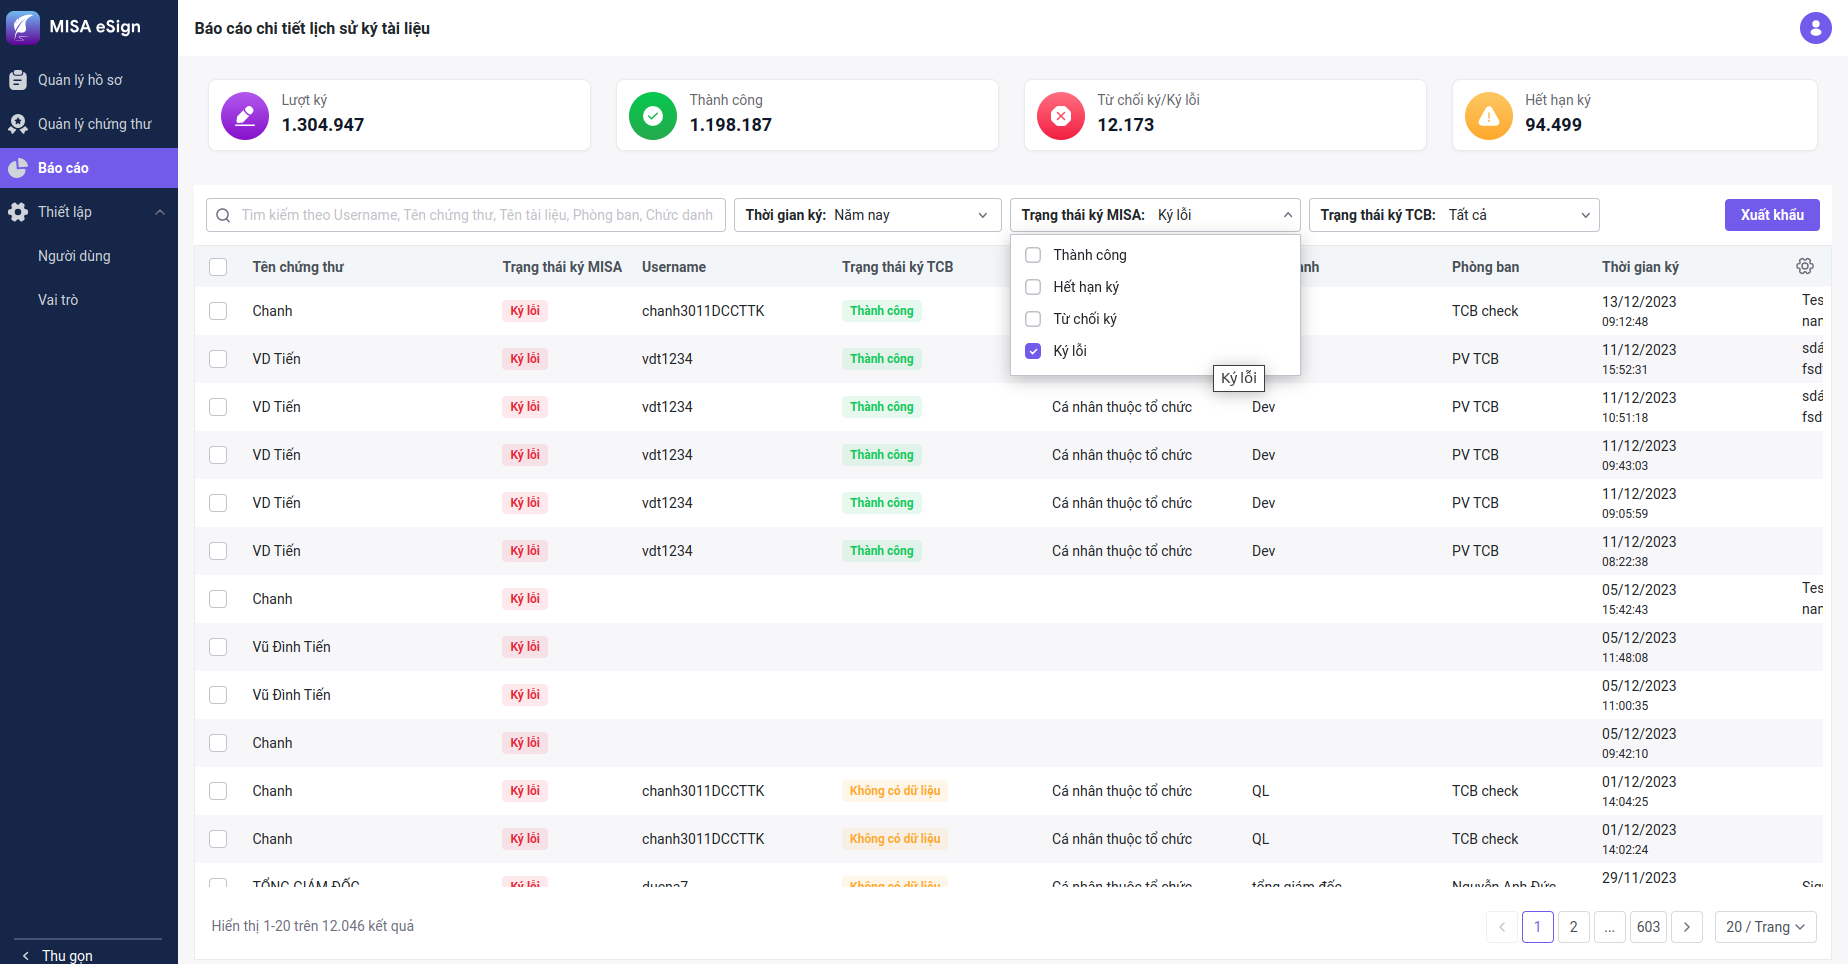 MISA eSign
Báo cáo chi tiết lịch sử ký tài liệu
Quản lý hồ sơ
Quản lý chứng thư
Báo cáo
Thiết lập
Người dùng
Vai trò
Thu gọn
Lượt ký
1.304.947
Thành công
1.198.187
Từ chối ký/Ký lỗi
12.173
Hết hạn ký
94.499
Tìm kiếm theo Username, Tên chứng thư, Tên tài liệu, Phòng ban, Chức danh
Thời gian ký: Năm nay
Trạng thái ký MISA: Ký lỗi
Trạng thái ký TCB: Tất cả
Xuất khẩu
Thành công
Hết hạn ký
Từ chối ký
Ký lỗi
Ký lỗi
Tên chứng thư Trạng thái ký MISA Username Trạng thái ký TCB Phòng ban Thời gian ký
Chanh Ký lỗi chanh3011DCCTTK Thành công TCB check 13/12/2023
09:12:48
VD Tiến Ký lỗi vdt1234 Thành công PV TCB 11/12/2023
15:52:31
VD Tiến Ký lỗi vdt1234 Thành công Cá nhân thuộc tổ chức Dev PV TCB 11/12/2023
10:51:18
VD Tiến Ký lỗi vdt1234 Thành công Cá nhân thuộc tổ chức Dev PV TCB 11/12/2023
09:43:03
VD Tiến Ký lỗi vdt1234 Thành công Cá nhân thuộc tổ chức Dev PV TCB 11/12/2023
09:05:59
VD Tiến Ký lỗi vdt1234 Thành công Cá nhân thuộc tổ chức Dev PV TCB 11/12/2023
08:22:38
Chanh Ký lỗi 05/12/2023
15:42:43
Vũ Đình Tiến Ký lỗi 05/12/2023
11:48:08
Vũ Đình Tiến Ký lỗi 05/12/2023
11:00:35
Chanh Ký lỗi 05/12/2023
09:42:10
Chanh Ký lỗi chanh3011DCCTTK Không có dữ liệu Cá nhân thuộc tổ chức QL TCB check 01/12/2023
14:04:25
Chanh Ký lỗi chanh3011DCCTTK Không có dữ liệu Cá nhân thuộc tổ chức QL TCB check 01/12/2023
14:02:24
TỔNG GIÁM ĐỐC Ký lỗi Không có dữ liệu Cá nhân thuộc tổ chức tổng giám đốc Nguyễn Anh Đức 29/11/2023
Hiển thị 1-20 trên 12.046 kết quả
1 2 ... 603
20 / Trang